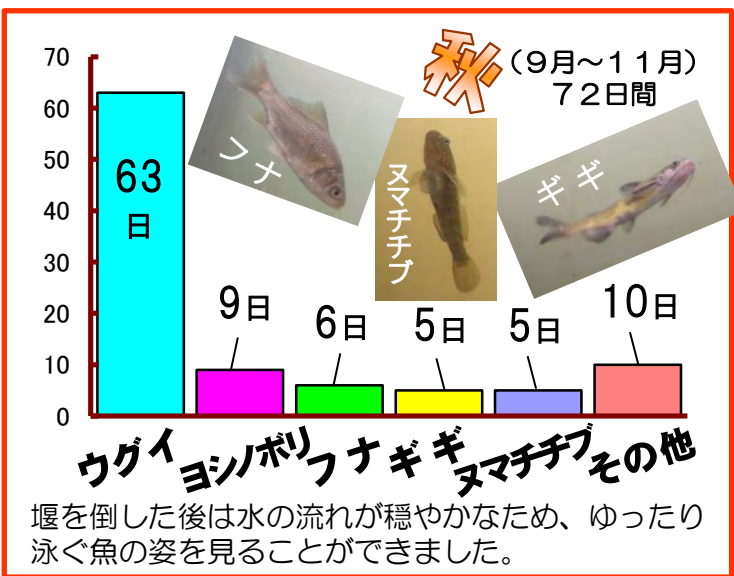 秋
(9月～11月)
72日間
70
60
50
40
30
20
10
0
63
日
9日
6日
5日
5日
10日
フナ
ヌマチチブ
ギギ
ウグイ
ヨシノボリ
フナ
ギギ
ヌマチチブ
その他
堰を倒した後は水の流れが穏やかなため、ゆったり
泳ぐ魚の姿を見ることができました。